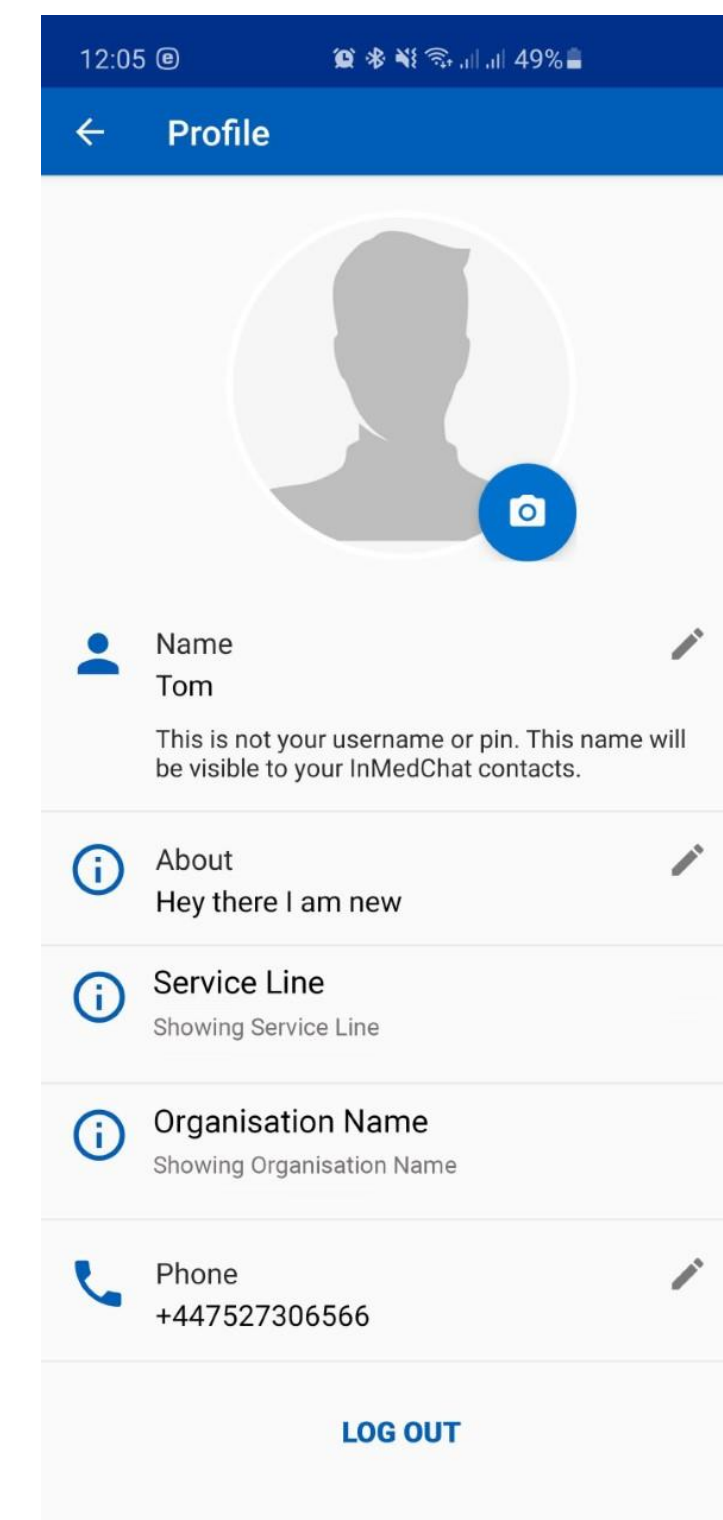 12:05 49%
Profile
Name
Tom
This is not your username or pin. This name will
be visible to your InMedChat contacts.
About
Hey there I am new
Service Line
Showing Service Line
Organisation Name
Showing Organisation Name
Phone
+447527306566
LOG OUT